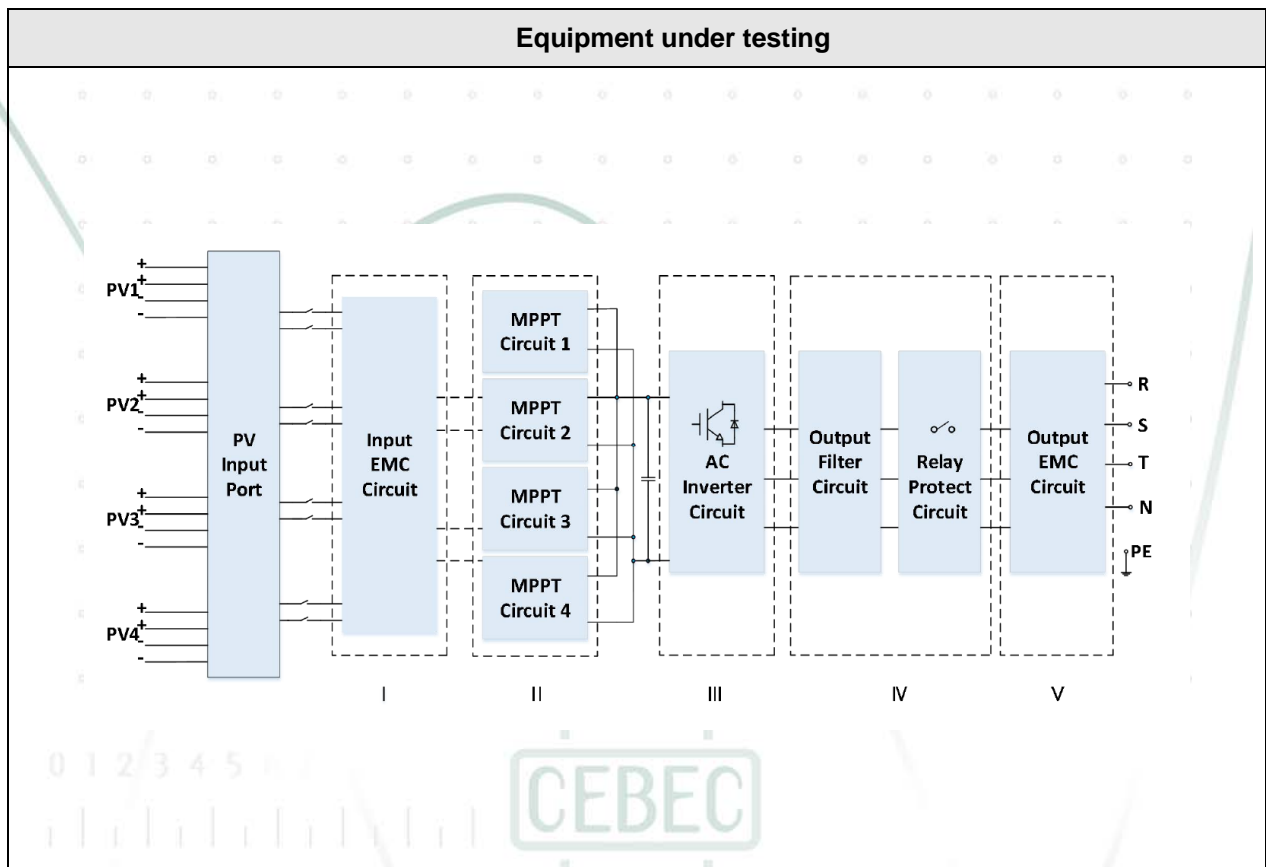 Equipment under testing
+
PV1 +
-
-
+
PV2 +
-
-
+
PV3 +
-
-
+
PV4 +
-
-
PV
Input
Port
Input
EMC
Circuit
MPPT
Circuit 1
MPPT
Circuit 2
MPPT
Circuit 3
MPPT
Circuit 4
AC
Inverter
Circuit
Output
Filter
Circuit
Relay
Protect
Circuit
Output
EMC
Circuit
R
S
T
N
PE
I
II
III
IV
V
0 1 2 3 4 5
CEBEC